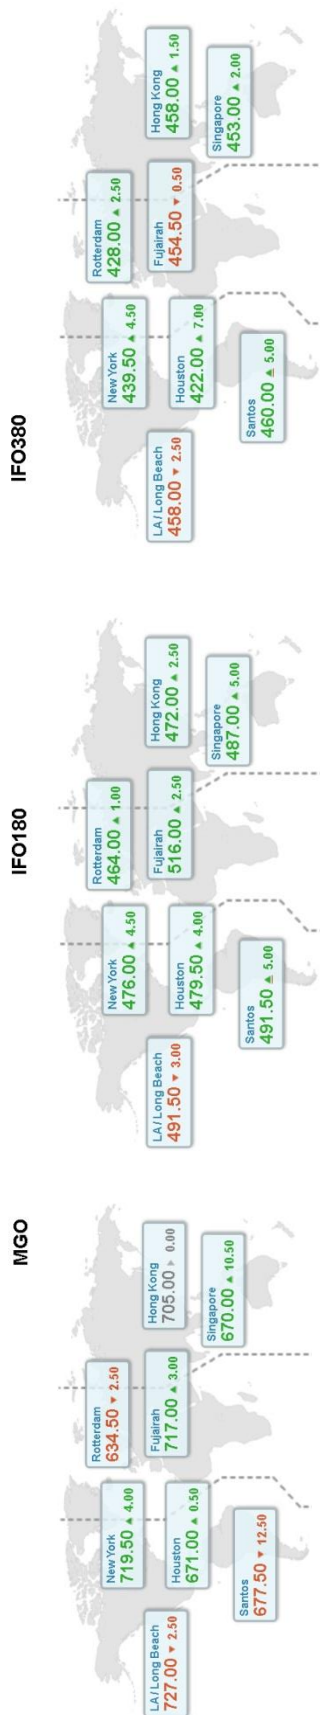 MGO
LA / Long Beach
727.00 ▼ 2.50
New York
719.50 ▲ 4.00
Houston
671.00 ▲ 0.50
Santos
677.50 ▼ 12.50
Rotterdam
634.50 ▼ 2.50
Fujairah
717.00 ▲ 3.00
Hong Kong
705.00 ► 0.00
Singapore
670.00 ▲ 10.50
IFO180
LA / Long Beach
491.50 ▼ 3.00
New York
476.00 ▲ 4.50
Houston
479.50 ▲ 4.00
Santos
491.50 ▲ 5.00
Rotterdam
464.00 ▲ 1.00
Fujairah
516.00 ▲ 2.50
Hong Kong
472.00 ▲ 2.50
Singapore
487.00 ▲ 5.00
IFO380
LA / Long Beach
458.00 ▼ 2.50
New York
439.50 ▲ 4.50
Houston
422.00 ▲ 7.00
Santos
460.00 ▲ 5.00
Rotterdam
428.00 ▲ 2.50
Fujairah
454.50 ▼ 0.50
Hong Kong
458.00 ▲ 1.50
Singapore
453.00 ▲ 2.00